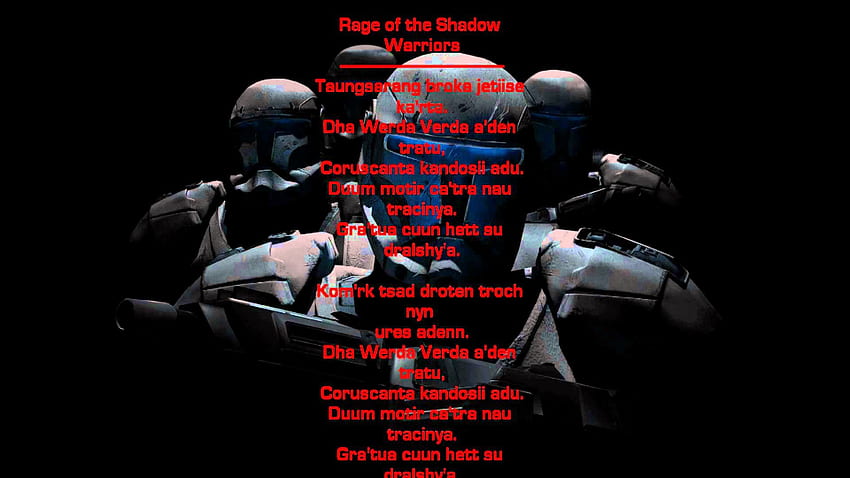 Rage of the Shadow
Warriors
Taungsarang broka jetiise
ka'rta.
Dha Werda Verda a'den
tratu,
Coruscanta kandosii adu.
Duum motir ca'tra nau
tracinya.
Gra'tua cuun hett su
dralshy'a.
Kom'rk tsad droten troch
nyn
ures adenn.
Dha Werda Verda a'den
tratu,
Coruscanta kandosii adu.
Duum motir ca'tra nau
tracinya.
Gra'tua cuun hett su
dralshy'a